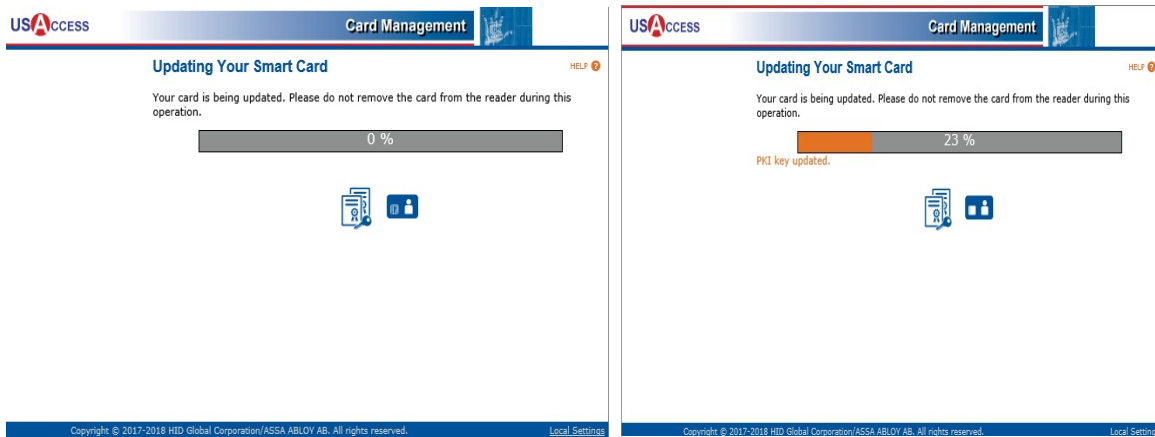 USAccess
Card Management
Updating Your Smart Card
HELP ?
Your card is being updated. Please do not remove the card from the reader during this
operation.
0 %
Copyright © 2017-2018 HID Global Corporation/ASSA ABLOY AB. All rights reserved.
Local Settings
USAccess
Card Management
Updating Your Smart Card
HELP ?
Your card is being updated. Please do not remove the card from the reader during this
operation.
23 %
PKI key updated.
Copyright © 2017-2018 HID Global Corporation/ASSA ABLOY AB. All rights reserved.
Local Setting